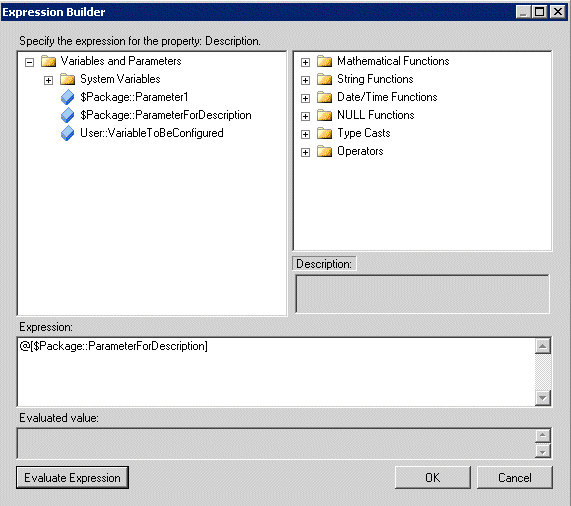 Expression Builder
Specify the expression for the property: Description.
Variables and Parameters
System Variables
$Package::Parameter1
$Package::ParameterForDescription
User::VariableToBeConfigured
Mathematical Functions
String Functions
Date/Time Functions
NULL Functions
Type Casts
Operators
Description:
Expression:
@[$Package::ParameterForDescription]
Evaluated value:
Evaluate Expression
OK
Cancel